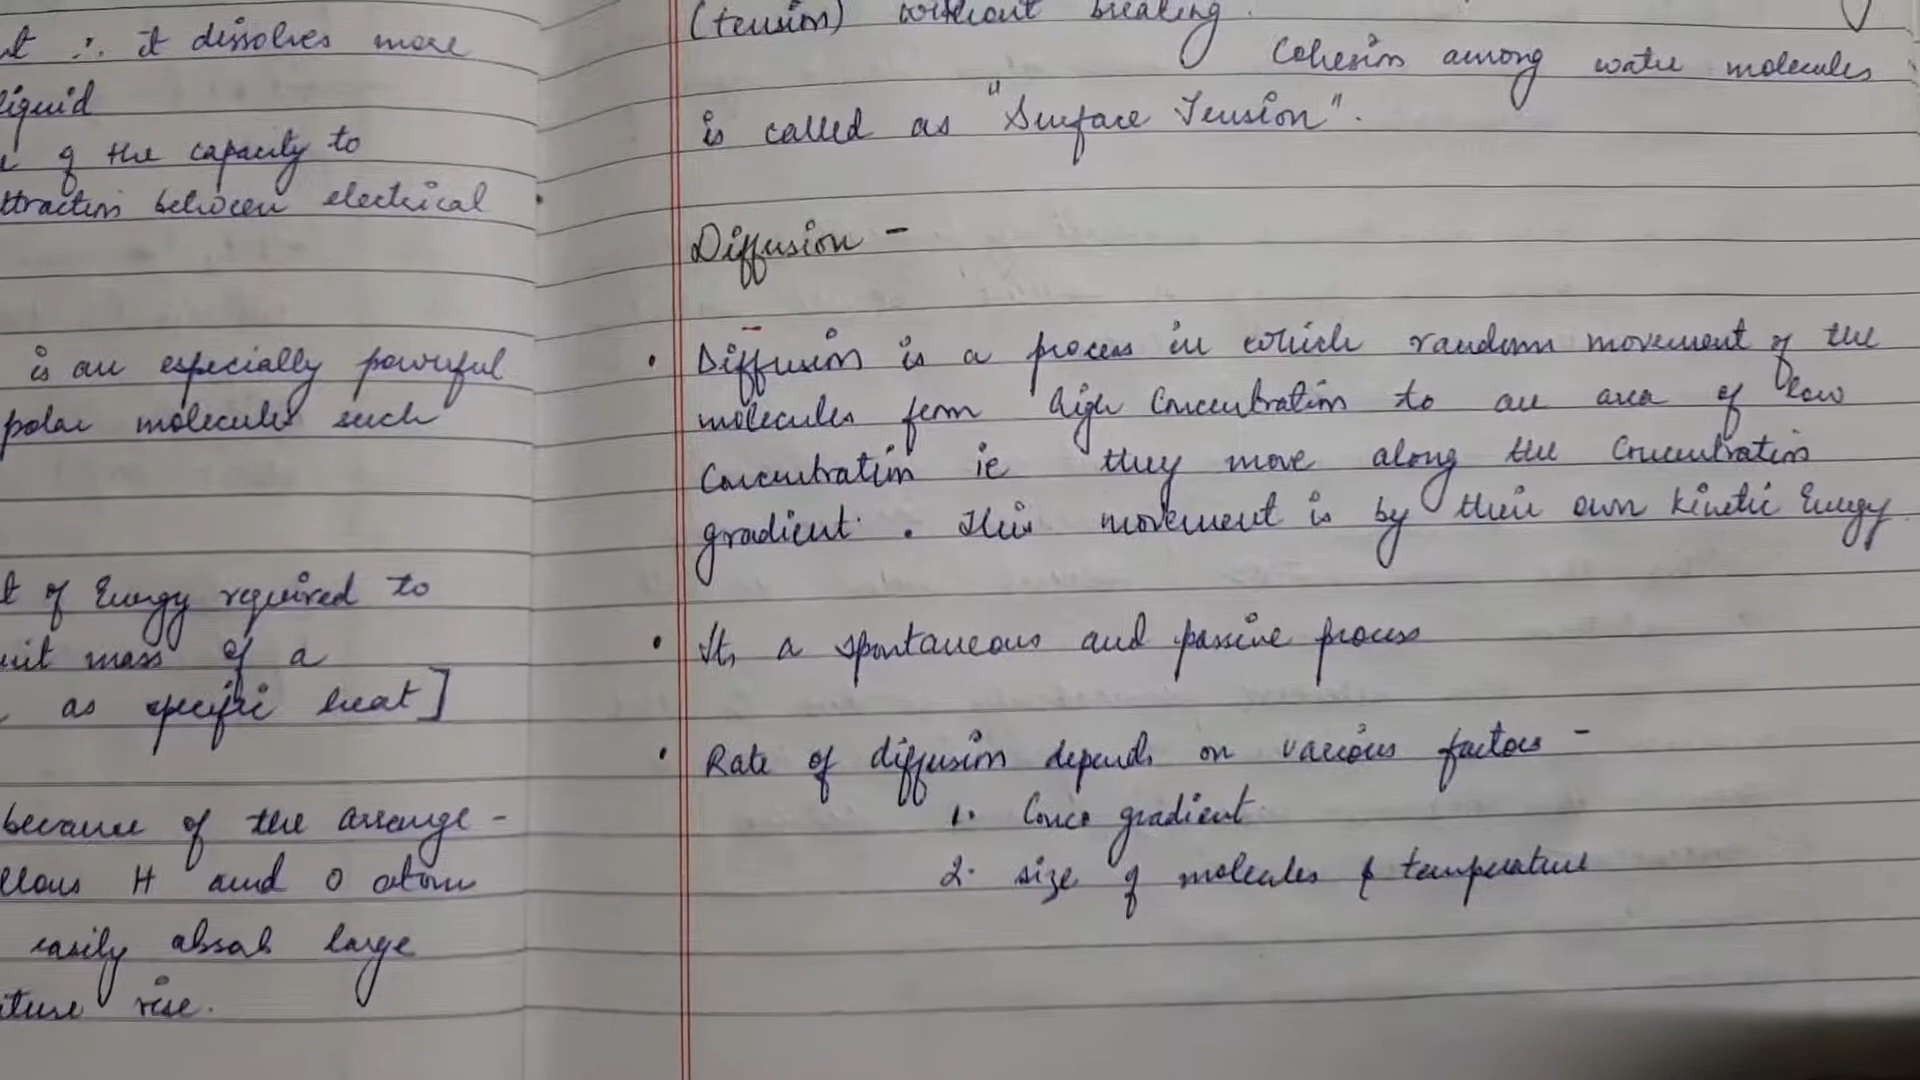 t ∴ it dissolves more
liquid
of the capacity to
ttraction between electrical
is an especially powerful
polar molecules such
t of Energy required to
unit mass of a
as specific heat]
because of the arrange -
H and O atom
easily absorb large
ture rise.
(tension) without breaking.
Cohesion among water molecules
is called as "Surface Tension".
Diffusion -
• Diffusion is a process in which random movement of the
molecules from high Concentration to an area of low
Concentration ie they move along the Concentration
gradient. This movement is by their own kinetic Energy
• Its a spontaneous and passive process
• Rate of diffusion depends on various factors -
1. Conco gradient
2. size of molecules & temperature